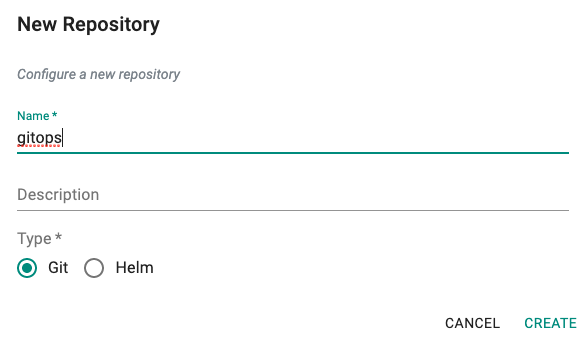 New Repository
Configure a new repository
Name *
gitops
Description
Type *
Git Helm
CANCEL CREATE